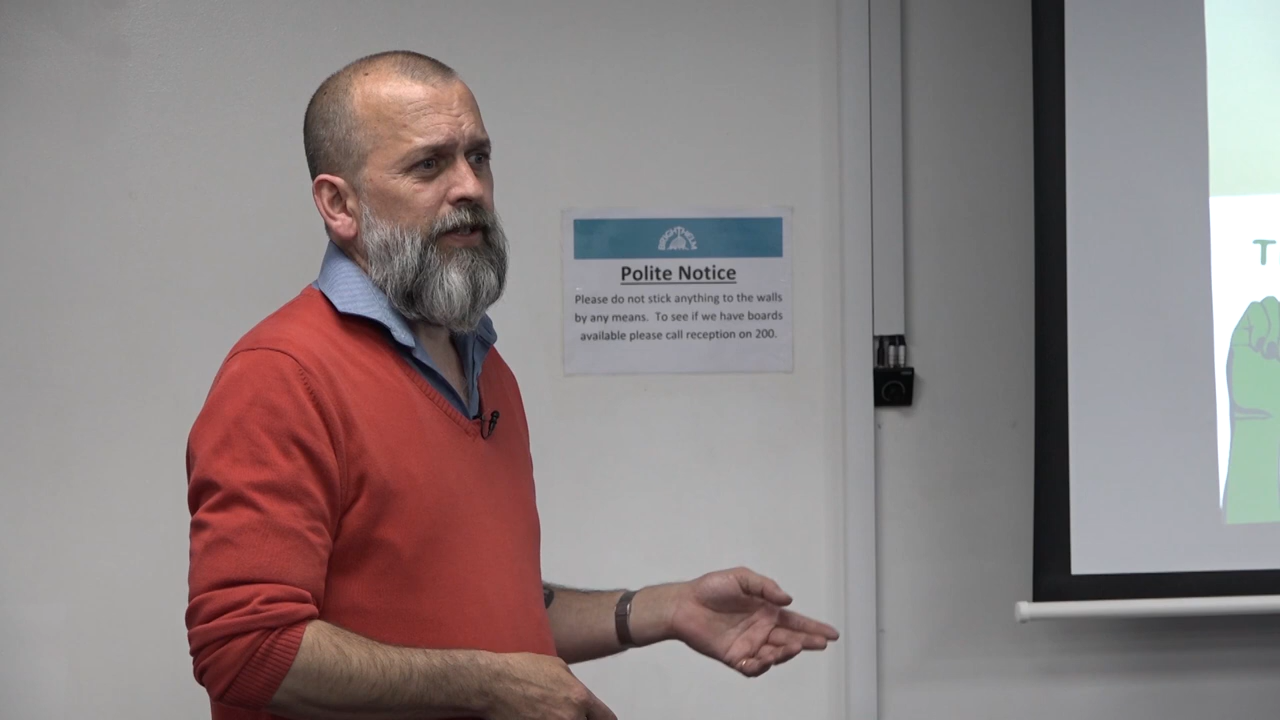 BRIGHTHELM
Polite Notice
Please do not stick anything to the walls
by any means.  To see if we have boards
available please call reception on 200.